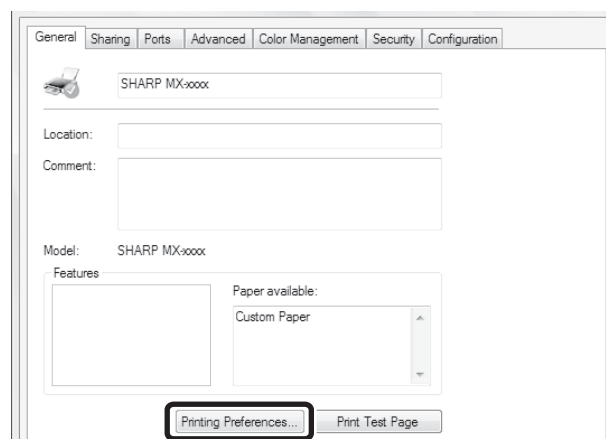 General Sharing Ports Advanced Color Management Security Configuration
SHARP MX-xxxx
Location:
Comment:
Model: SHARP MX-xxxx
Features
Paper available:
Custom Paper
Printing Preferences... Print Test Page